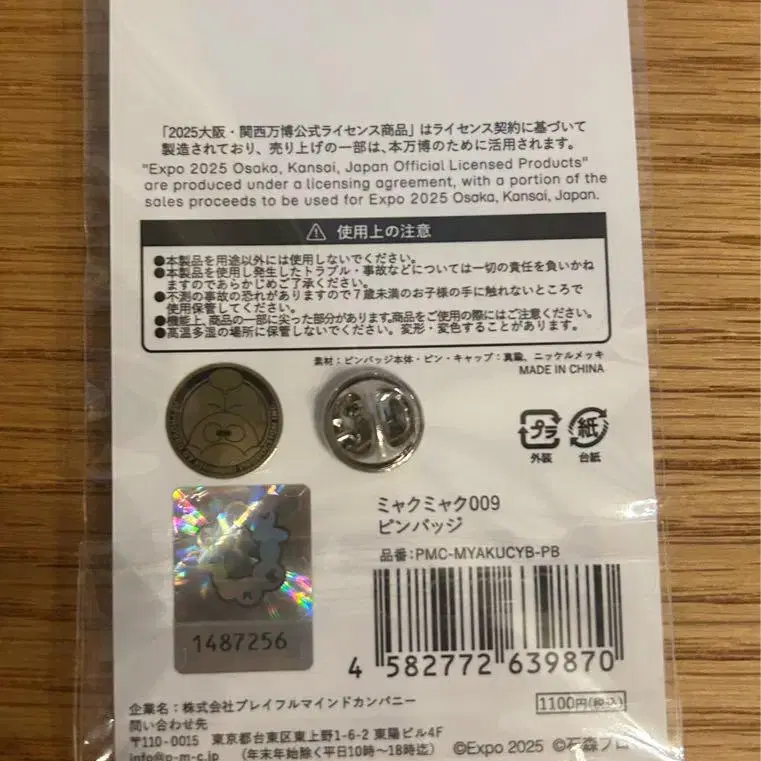 「2025大阪・関西万博公式ライセンス商品」はライセンス契約に基づいて
製造されており、売り上げの一部は、本万博のために活用されます。
"Expo 2025 Osaka, Kansai, Japan Official Licensed Products"
are produced under a licensing agreement, with a portion of the
sales proceeds to be used for Expo 2025 Osaka, Kansai, Japan.
使用上の注意
●本製品を用途以外には使用しないでください。
●本製品を使用し発生したトラブル・事故などについては一切の責任を負いかね
ますのであらかじめご了承ください。
●不測の事故の恐れがありますので7歳未満のお子様の手に触れないところで
使用保管してください。
●機能上、商品の一部に尖った部分があります。商品をご使用の際にはご注意ください。
●高温多湿の場所に保管しないでください。変形・変色することがあります。
素材:ピンバッジ本体・ピン・キャップ:真鍮、ニッケルメッキ
MADE IN CHINA
プラ 紙
外装 台紙
ミャクミャク009
ピンバッジ
品番:PMC-MYAKUCYB-PB
1487256
4 582772 639870
企業名:株式会社プレイフルマインドカンパニー
1100円(税込)
問い合わせ先
〒110-0015 東京都台東区東上野1-6-2 東陽ビル4F
info@p-m-c.jp (年末年始除く平日10時〜18時迄) ©Expo 2025 ©石森プロ